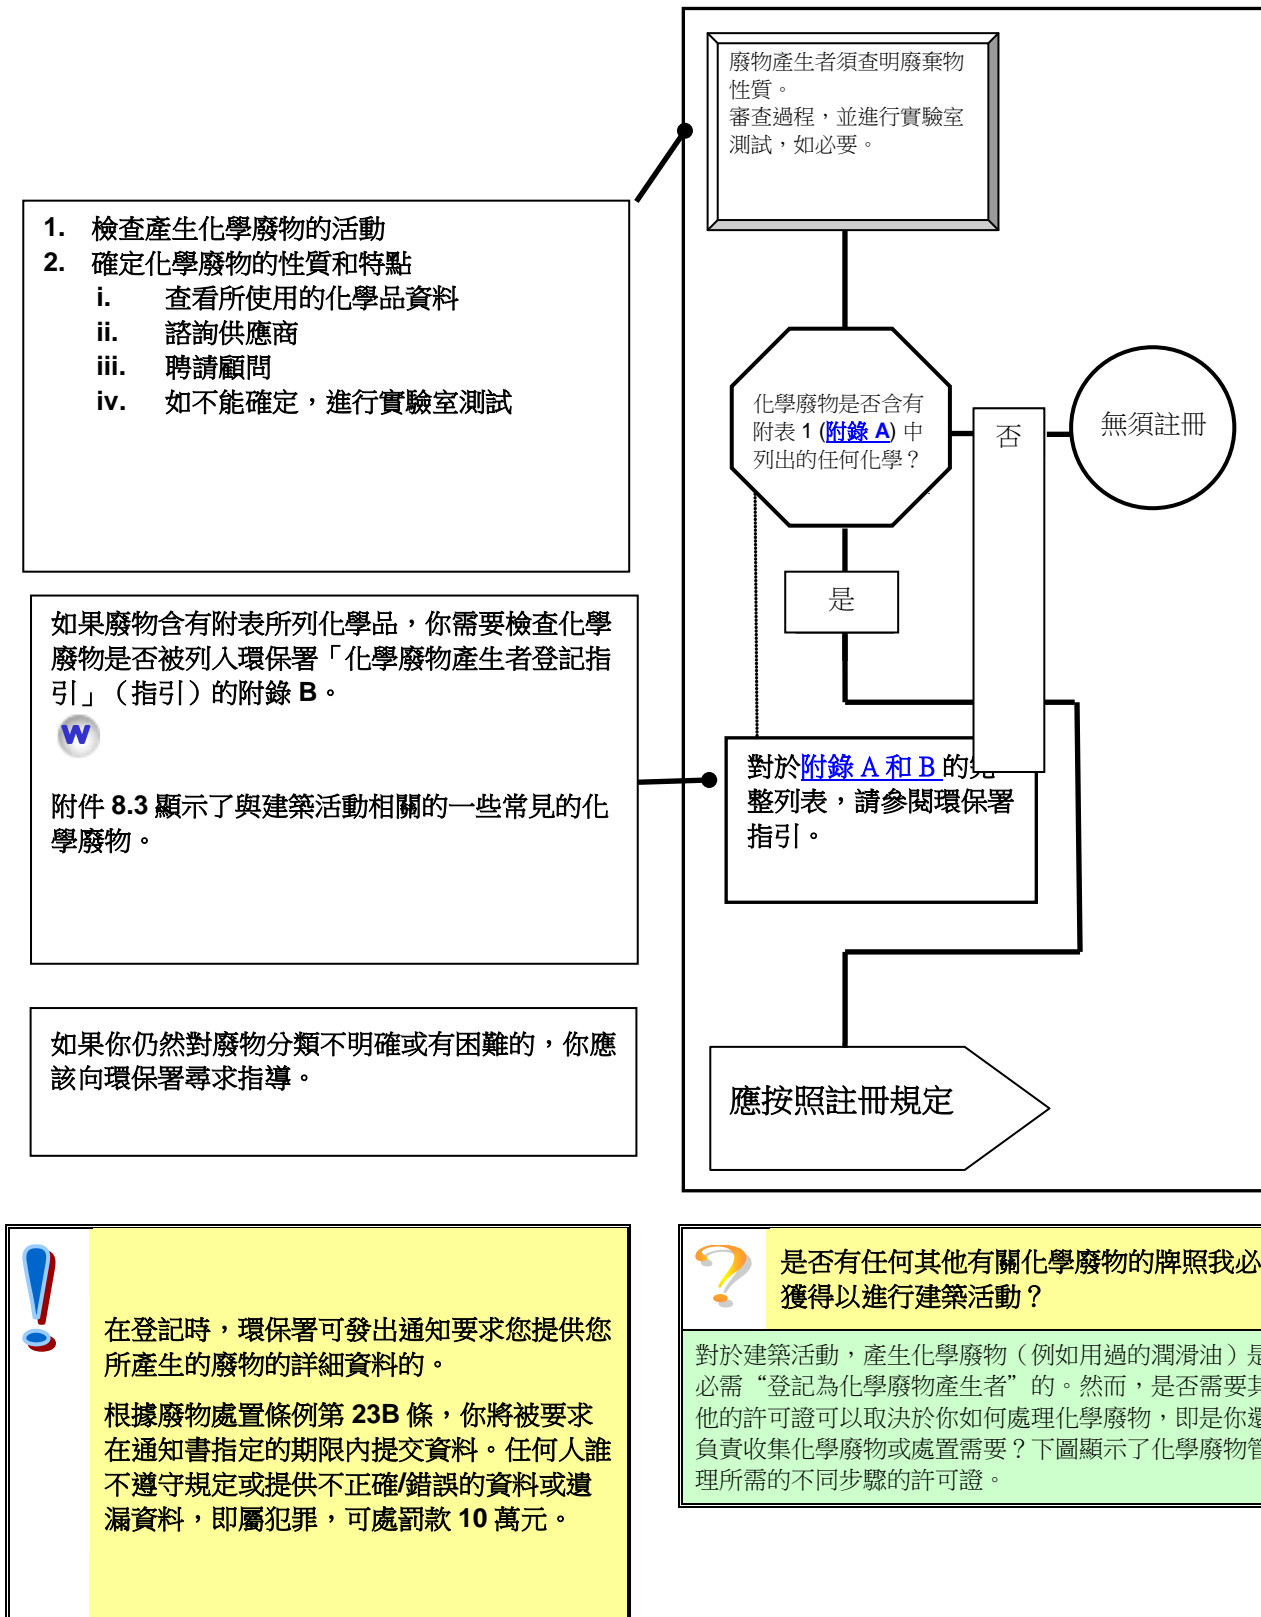 廢物產生者須查明廢棄物
性質。
審查過程，並進行實驗室
測試，如必要。
1. 檢查產生化學廢物的活動
2. 確定化學廢物的性質和特點
i. 查看所使用的化學品資料
ii. 諮詢供應商
iii. 聘請顧問
iv. 如不能確定，進行實驗室測試
化學廢物是否含有
附表 1 (附錄 A) 中
列出的任何化學？
否
無須註冊
是
如果廢物含有附表所列化學品，你需要檢查化學
廢物是否被列入環保署「化學廢物產生者登記指
引」（指引）的附錄 B。
W
附件 8.3 顯示了與建築活動相關的一些常見的化
學廢物。
對於附錄 A 和 B 的完
整列表，請參閱環保署
指引。
如果你仍然對廢物分類不明確或有困難的，你應
該向環保署尋求指導。
應按照註冊規定
在登記時，環保署可發出通知要求您提供您
所產生的廢物的詳細資料的。
根據廢物處置條例第 23B 條，你將被要求
在通知書指定的期限內提交資料。任何人誰
不遵守規定或提供不正確/錯誤的資料或遺
漏資料，即屬犯罪，可處罰款 10 萬元。
是否有任何其他有關化學廢物的牌照我必
獲得以進行建築活動？
對於建築活動，產生化學廢物（例如用過的潤滑油）是
必需“登記為化學廢物產生者”的。然而，是否需要其
他的許可證可以取決於你如何處理化學廢物，即是你還
負責收集化學廢物或處置需要？下圖顯示了化學廢物管
理所需的不同步驟的許可證。